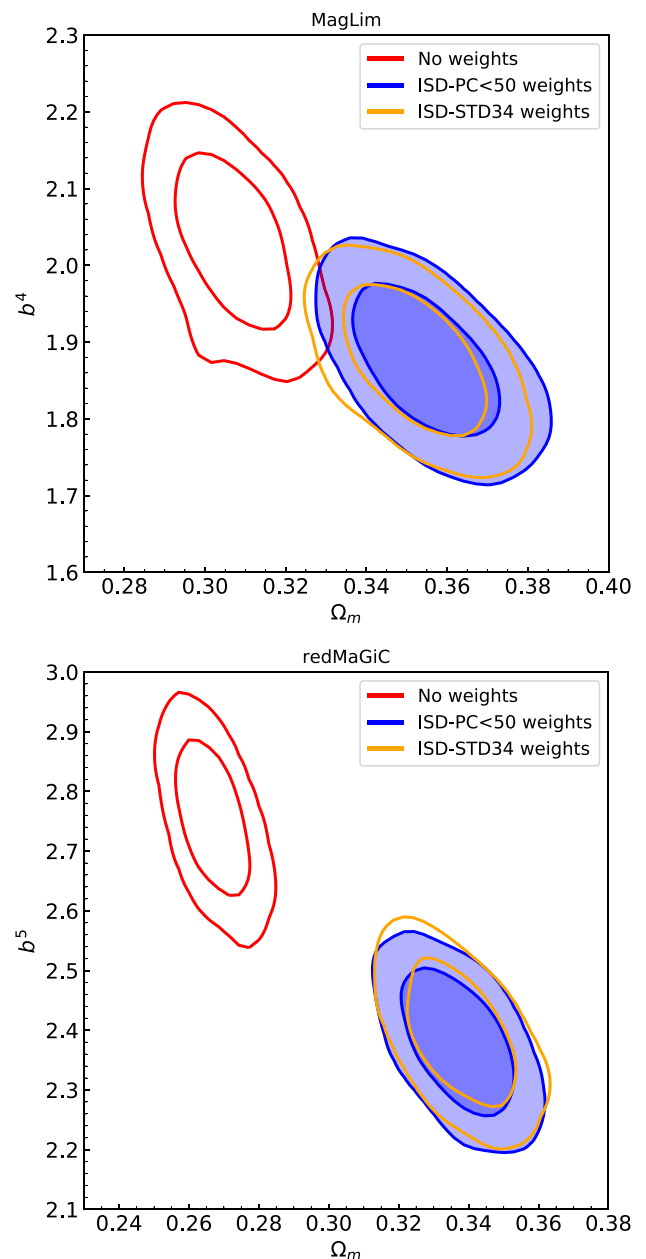 MagLim
2.3
2.2
2.1
2.0
1.9
1.8
1.7
1.6
b⁴
No weights
ISD-PC<50 weights
ISD-STD34 weights
0.28 0.30 0.32 0.34 0.36 0.38 0.40
Ωₘ
redMaGiC
3.0
2.9
2.8
2.7
2.6
2.5
2.4
2.3
2.2
2.1
b⁵
No weights
ISD-PC<50 weights
ISD-STD34 weights
0.24 0.26 0.28 0.30 0.32 0.34 0.36 0.38
Ωₘ